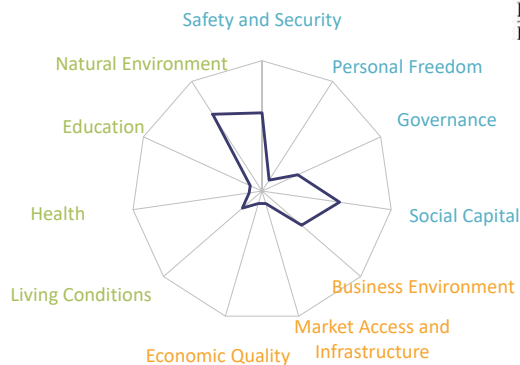 Safety and Security
Natural Environment
Personal Freedom
Education
Governance
Health
Social Capital
Living Conditions
Business Environment
Market Access and
Infrastructure
Economic Quality